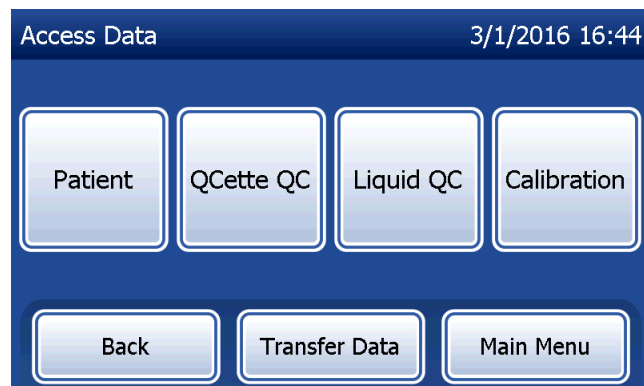 Access Data 3/1/2016 16:44
Patient QCette QC Liquid QC Calibration
Back Transfer Data Main Menu